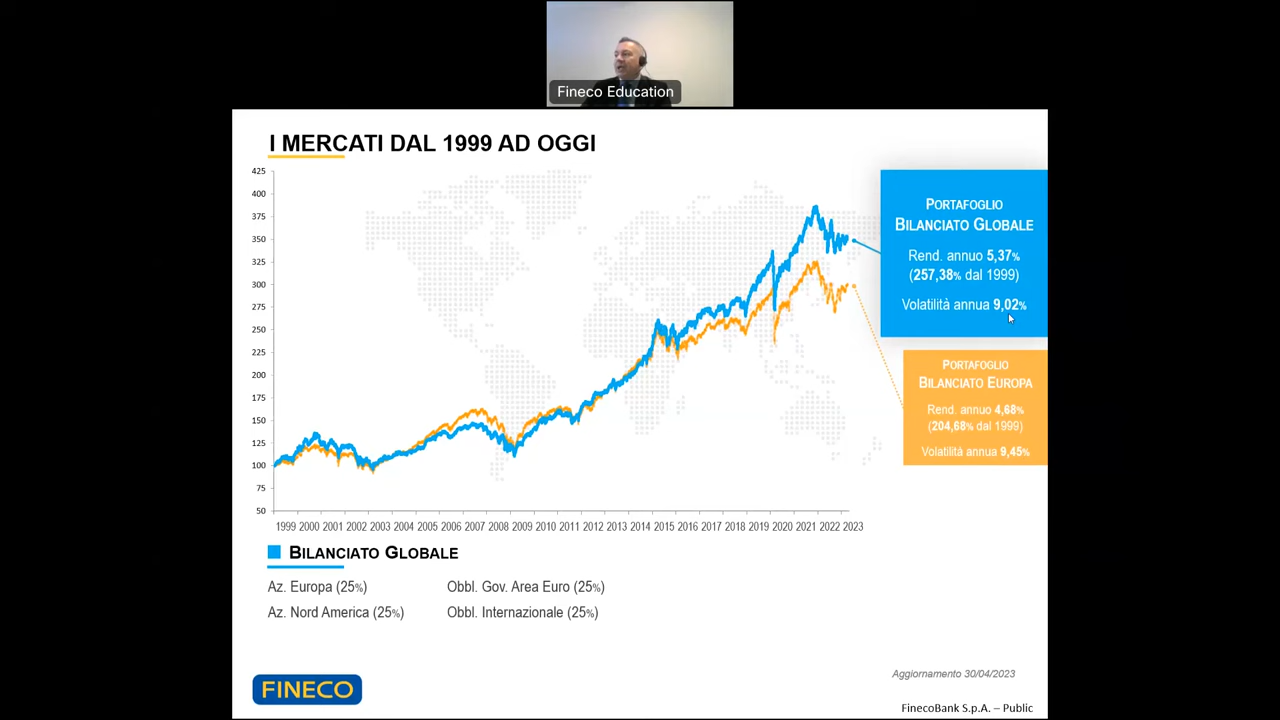 Fineco Education
I MERCATI DAL 1999 AD OGGI
425
400
375
350
325
300
275
250
225
200
175
150
125
100
75
50
1999 2000 2001 2002 2003 2004 2005 2006 2007 2008 2009 2010 2011 2012 2013 2014 2015 2016 2017 2018 2019 2020 2021 2022 2023
PORTAFOGLIO
BILANCIATO GLOBALE
Rend. annuo 5,37%
(257,38% dal 1999)
Volatilità annua 9,02%
PORTAFOGLIO
BILANCIATO EUROPA
Rend. annuo 4,68%
(204,68% dal 1999)
Volatilità annua 9,45%
BILANCIATO GLOBALE
Az. Europa (25%)
Obbl. Gov. Area Euro (25%)
Az. Nord America (25%)
Obbl. Internazionale (25%)
Aggiornamento 30/04/2023
FINECO
FinecoBank S.p.A. – Public